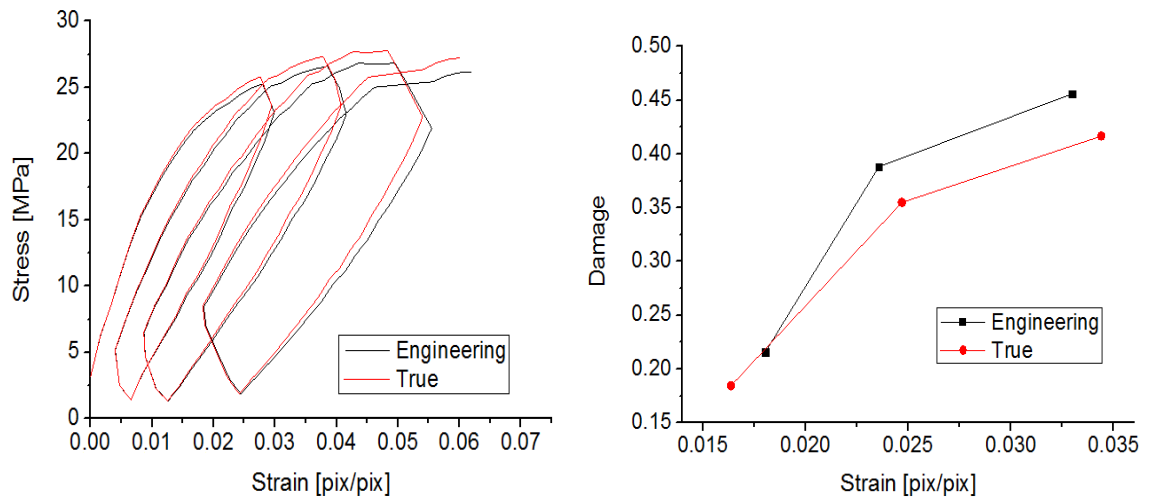 30
25
20
15
10
5
0
Stress [MPa]
0.00 0.01 0.02 0.03 0.04 0.05 0.06 0.07
Strain [pix/pix]
Engineering
True
0.50
0.45
0.40
0.35
0.30
0.25
0.20
0.15
Damage
0.015 0.020 0.025 0.030 0.035
Strain [pix/pix]
Engineering
True